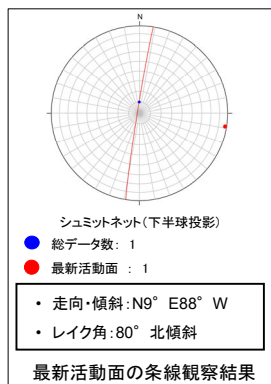 N
シュミットネット(下半球投影)
総データ数: 1
最新活動面 : 1
• 走向・傾斜:N9° E88° W
• レイク角:80° 北傾斜
最新活動面の条線観察結果